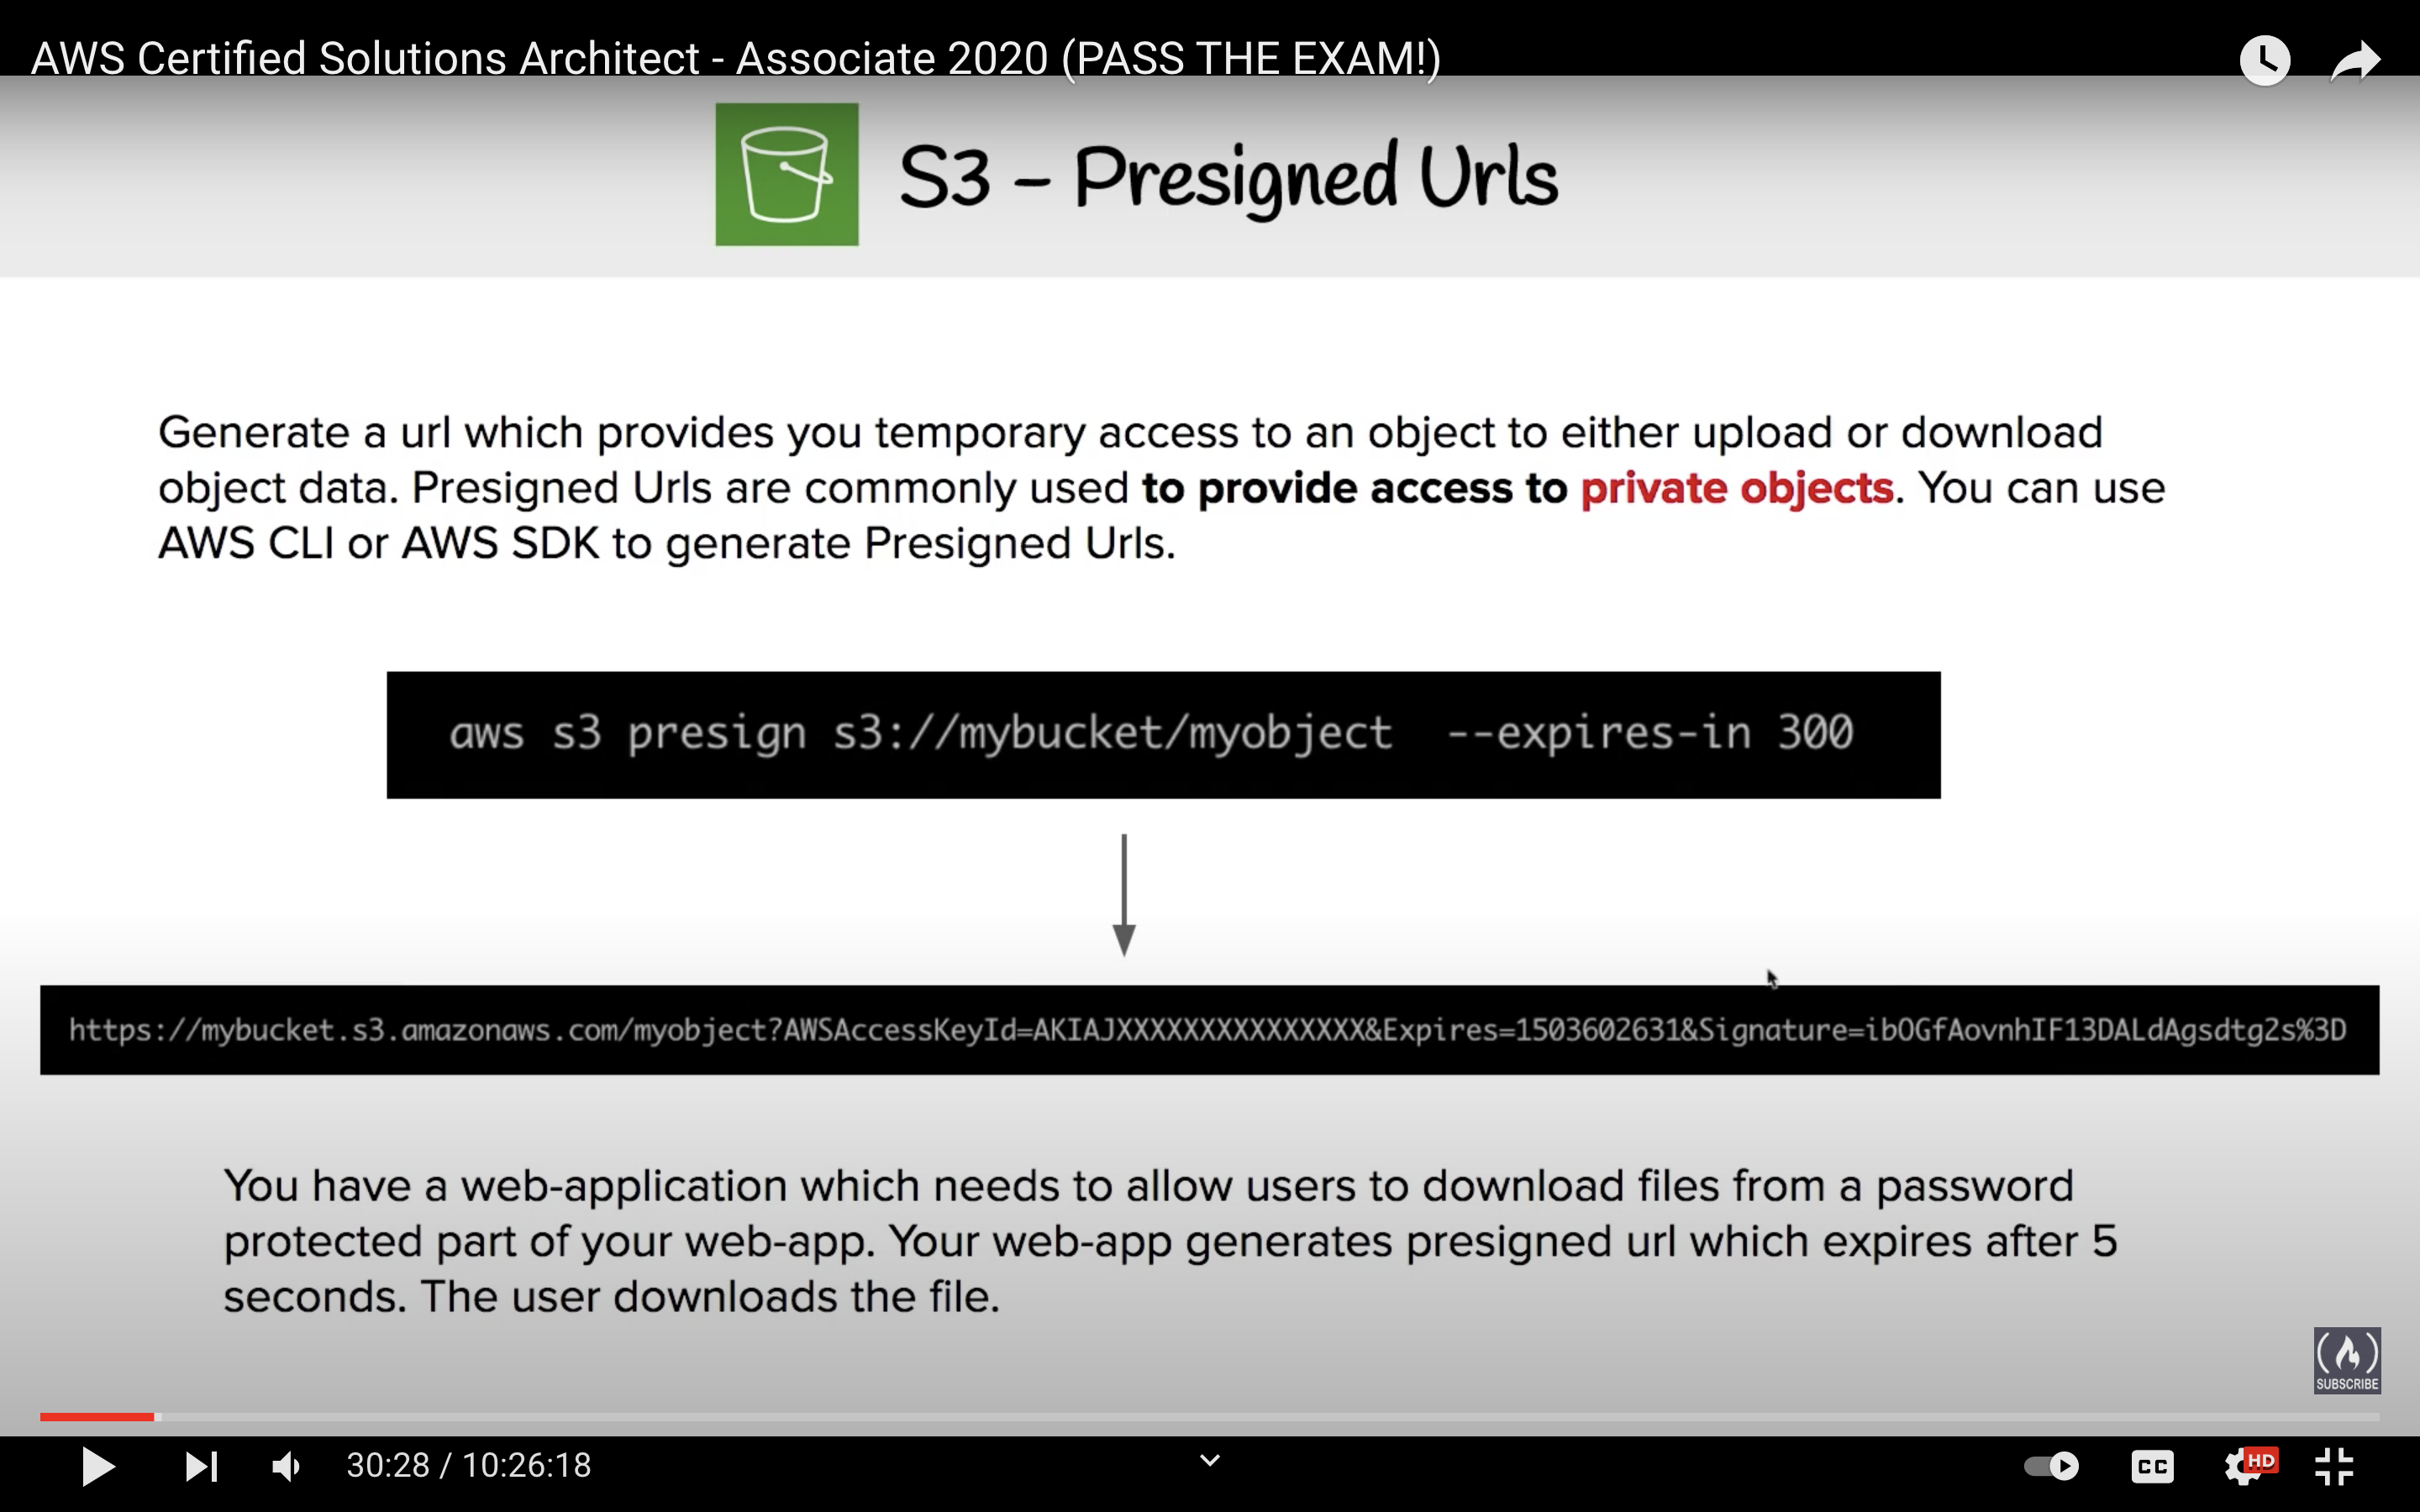 AWS Certified Solutions Architect - Associate 2020 (PASS THE EXAM!)
S3 – Presigned Urls
Generate a url which provides you temporary access to an object to either upload or download
object data. Presigned Urls are commonly used to provide access to private objects. You can use
AWS CLI or AWS SDK to generate Presigned Urls.
aws s3 presign s3://mybucket/myobject  --expires-in 300
https://mybucket.s3.amazonaws.com/myobject?AWSAccessKeyId=AKIAJXXXXXXXXXXXXXXX&Expires=1503602631&Signature=ibOGfAovnhIF13DALdAgsdtg2s%3D
You have a web-application which needs to allow users to download files from a password
protected part of your web-app. Your web-app generates presigned url which expires after 5
seconds. The user downloads the file.
SUBSCRIBE
30:28 / 10:26:18
CC
HD